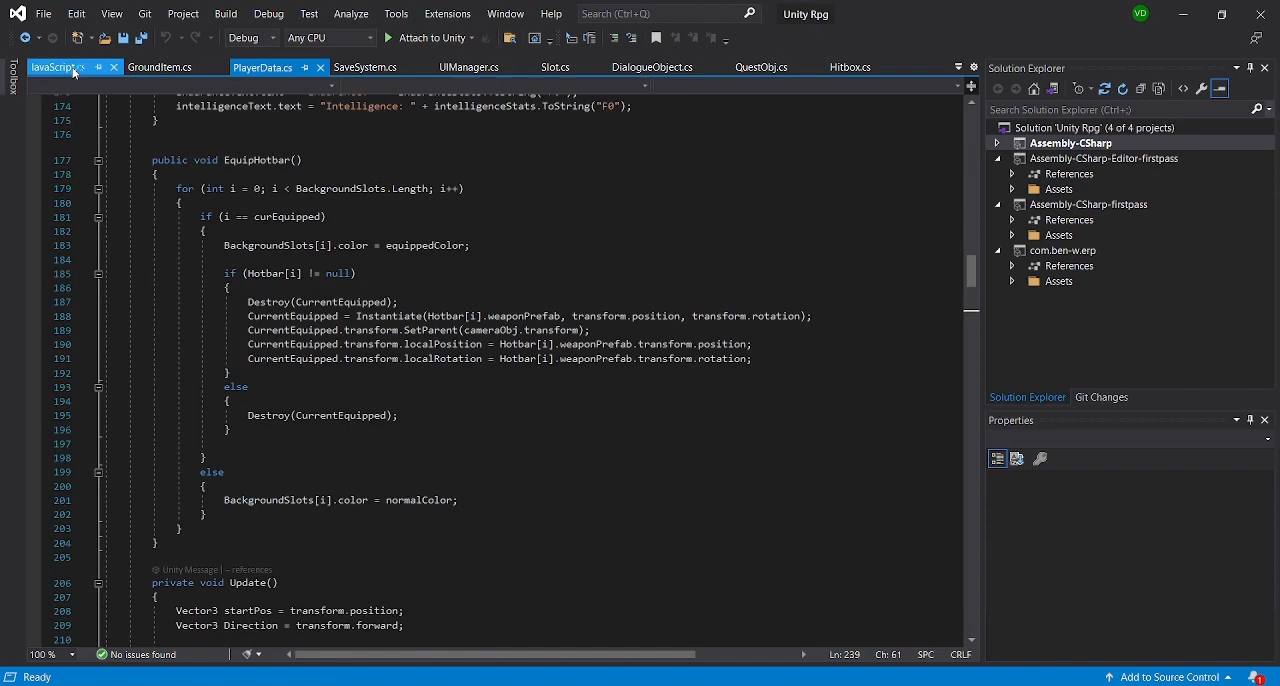 File Edit View Git Project Build Debug Test Analyze Tools Extensions Window Help Search (Ctrl+Q) Unity Rpg VD
Debug Any CPU Attach to Unity
Toolbox
JavaScript.cs GroundItem.cs PlayerData.cs SaveSystem.cs UIManager.cs Slot.cs DialogueObject.cs QuestObj.cs Hitbox.cs
174 intelligenceText.text = "Intelligence: " + intelligenceStats.ToString("F0");
175 }
176
177 public void EquipHotbar()
178 {
179 for (int i = 0; i < BackgroundSlots.Length; i++)
180 {
181 if (i == curEquipped)
182 {
183 BackgroundSlots[i].color = equippedColor;
184
185 if (Hotbar[i] != null)
186 {
187 Destroy(CurrentEquipped);
188 CurrentEquipped = Instantiate(Hotbar[i].weaponPrefab, transform.position, transform.rotation);
189 CurrentEquipped.transform.SetParent(cameraObj.transform);
190 CurrentEquipped.transform.localPosition = Hotbar[i].weaponPrefab.transform.position;
191 CurrentEquipped.transform.localRotation = Hotbar[i].weaponPrefab.transform.rotation;
192 }
193 else
194 {
195 Destroy(CurrentEquipped);
196 }
197
198 }
199 else
200 {
201 BackgroundSlots[i].color = normalColor;
202 }
203 }
204 }
205
Unity Message | – references
206 private void Update()
207 {
208 Vector3 startPos = transform.position;
209 Vector3 Direction = transform.forward;
210
100 % No issues found Ln: 239 Ch: 61 SPC CRLF
Solution Explorer
Search Solution Explorer (Ctrl+;)
Solution 'Unity Rpg' (4 of 4 projects)
Assembly-CSharp
Assembly-CSharp-Editor-firstpass
References
Assets
Assembly-CSharp-firstpass
References
Assets
com.ben-w.erp
References
Assets
Solution Explorer Git Changes
Properties
Ready Add to Source Control 1